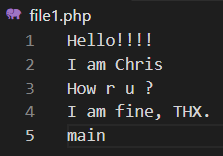 file1.php
1 Hello!!!!
2 I am Chris
3 How r u ?
4 I am fine, THX.
5 main